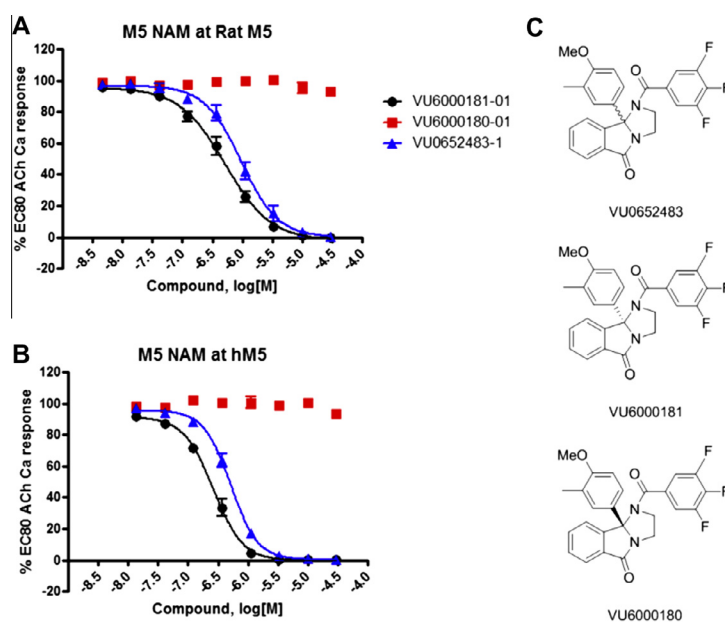 A
M5 NAM at Rat M5
% EC80 ACh Ca response
120
100
80
60
40
20
0
-20
-8.5 -8.0 -7.5 -7.0 -6.5 -6.0 -5.5 -5.0 -4.5 -4.0
Compound, log[M]
VU6000181-01
VU6000180-01
VU0652483-1
B
M5 NAM at hM5
% EC80 ACh Ca response
120
100
80
60
40
20
0
-20
-8.5 -8.0 -7.5 -7.0 -6.5 -6.0 -5.5 -5.0 -4.5 -4.0
Compound, log[M]
C
MeO
O
F
F
F
N
N
O
VU0652483
MeO
O
F
F
F
N
N
O
VU6000181
MeO
O
F
F
F
N
N
O
VU6000180